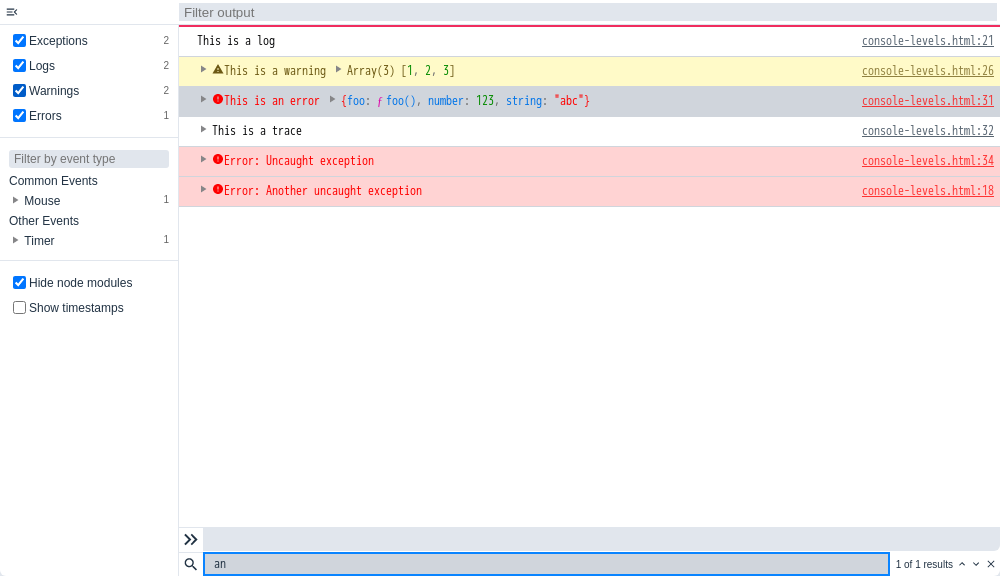 Filter output
Exceptions 2
Logs 2
Warnings 2
Errors 1
Filter by event type
Common Events
Mouse 1
Other Events
Timer 1
Hide node modules
Show timestamps
This is a log console-levels.html:21
This is a warning Array(3) [1, 2, 3] console-levels.html:26
This is an error {foo: ƒ foo(), number: 123, string: "abc"} console-levels.html:31
This is a trace console-levels.html:32
Error: Uncaught exception console-levels.html:34
Error: Another uncaught exception console-levels.html:18
an 1 of 1 results